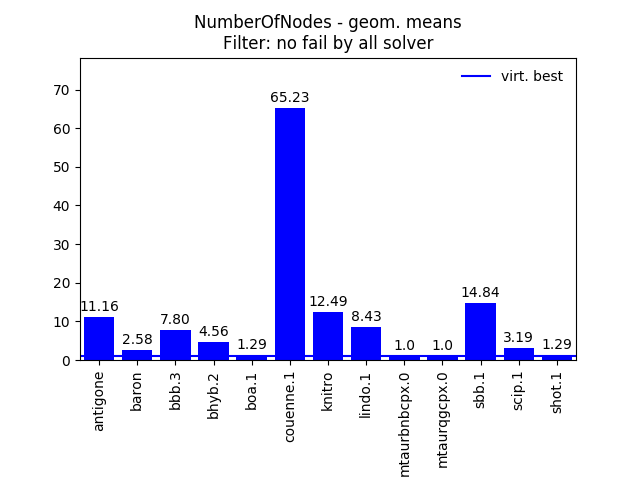 NumberOfNodes - geom. means
Filter: no fail by all solver
virt. best
70
60
50
40
30
20
10
0
11.16
2.58
7.80
4.56
1.29
65.23
12.49
8.43
1.0
1.0
14.84
3.19
1.29
antigone
baron
bbb.3
bhyb.2
boa.1
couenne.1
knitro
lindo.1
mtaurbnbcpx.0
mtaurqgcpx.0
sbb.1
scip.1
shot.1